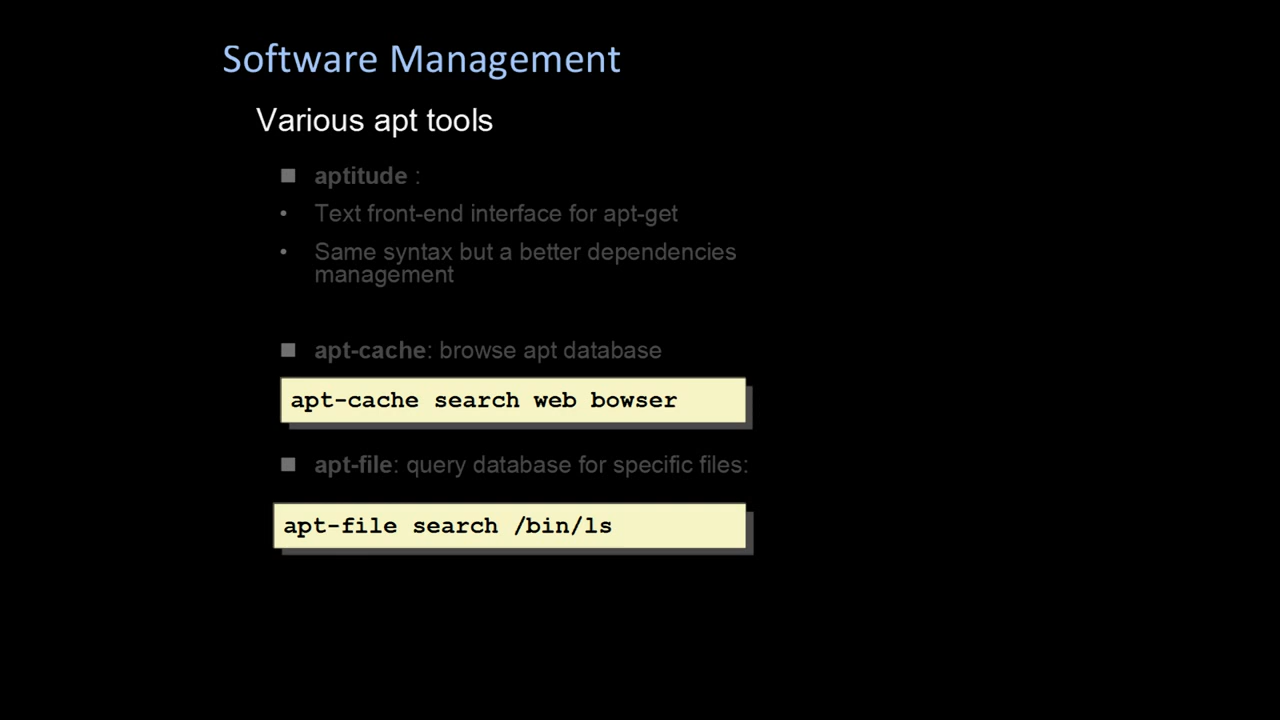 Software Management
Various apt tools
■ aptitude :
• Text front-end interface for apt-get
• Same syntax but a better dependencies
management
■ apt-cache: browse apt database
apt-cache search web bowser
■ apt-file: query database for specific files:
apt-file search /bin/ls